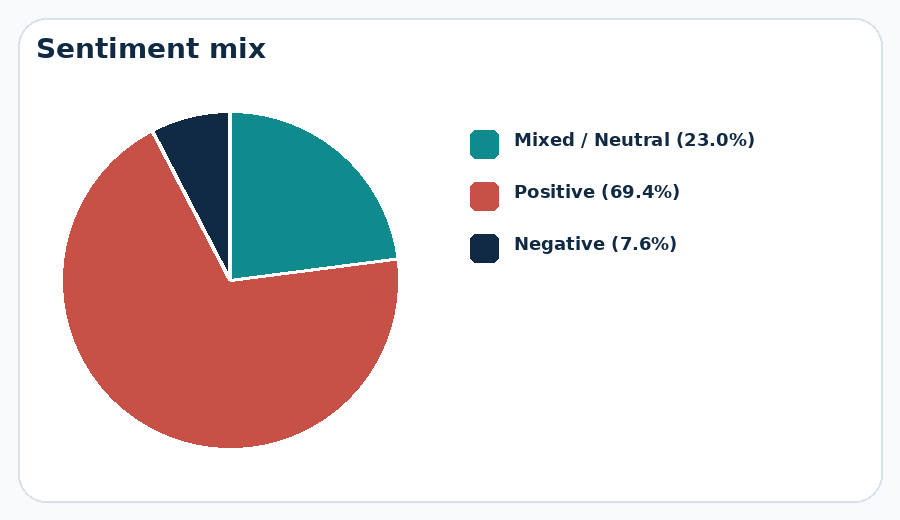 Sentiment mix
Mixed / Neutral (23.0%)
Positive (69.4%)
Negative (7.6%)